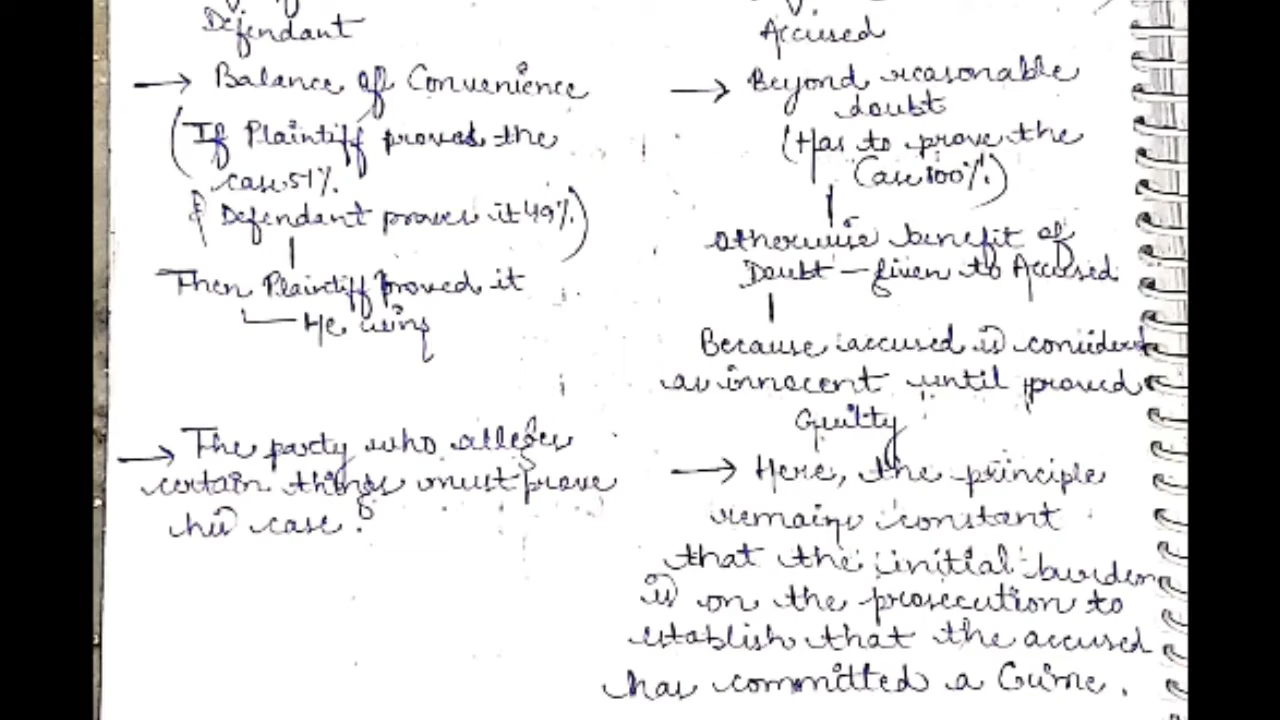 Defendant
→ Balance of Convenience
(If Plaintiff proved the
case 51%.
& Defendant proves it 49%.)
Then Plaintiff proved it
He wins
→ The party who alleges
certain things must prove
his case.
Accused
→ Beyond reasonable
doubt
(Has to prove the
Case 100%.)
otherwise benefit of
Doubt – given to Accused
Because accused is considered
as innocent until proved
Guilty
→ Here, the principle
remains constant
that the initial burden
is on the prosecution to
establish that the accused
has committed a Crime.